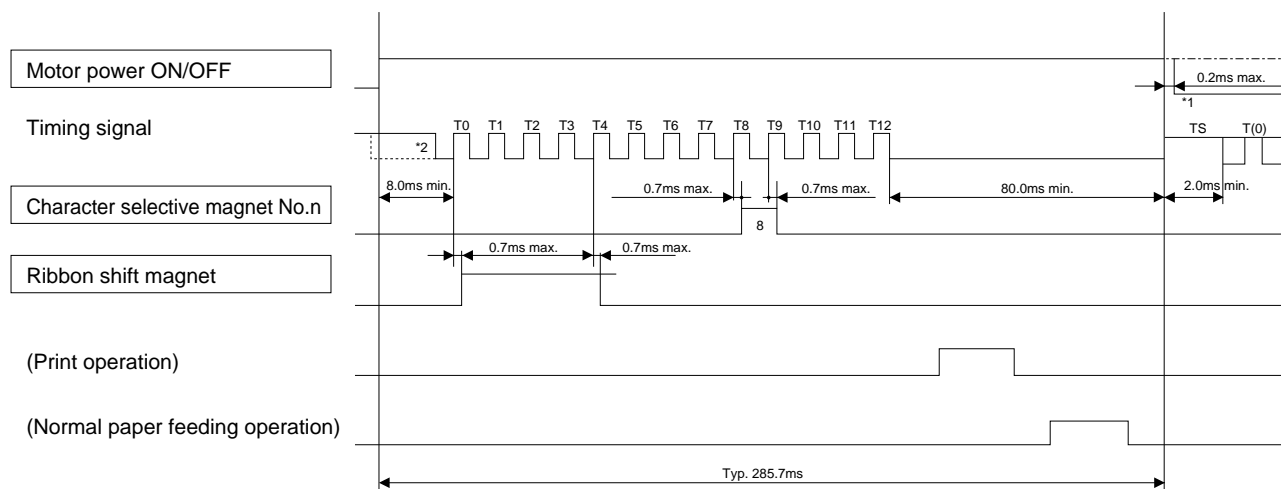 Motor power ON/OFF
0.2ms max.
*1
Timing signal
*2
T0 T1 T2 T3 T4 T5 T6 T7 T8 T9 T10 T11 T12
TS T(0)
8.0ms min.
0.7ms max.
0.7ms max.
80.0ms min.
2.0ms min.
Character selective magnet No.n
8
0.7ms max.
0.7ms max.
Ribbon shift magnet
(Print operation)
(Normal paper feeding operation)
Typ. 285.7ms